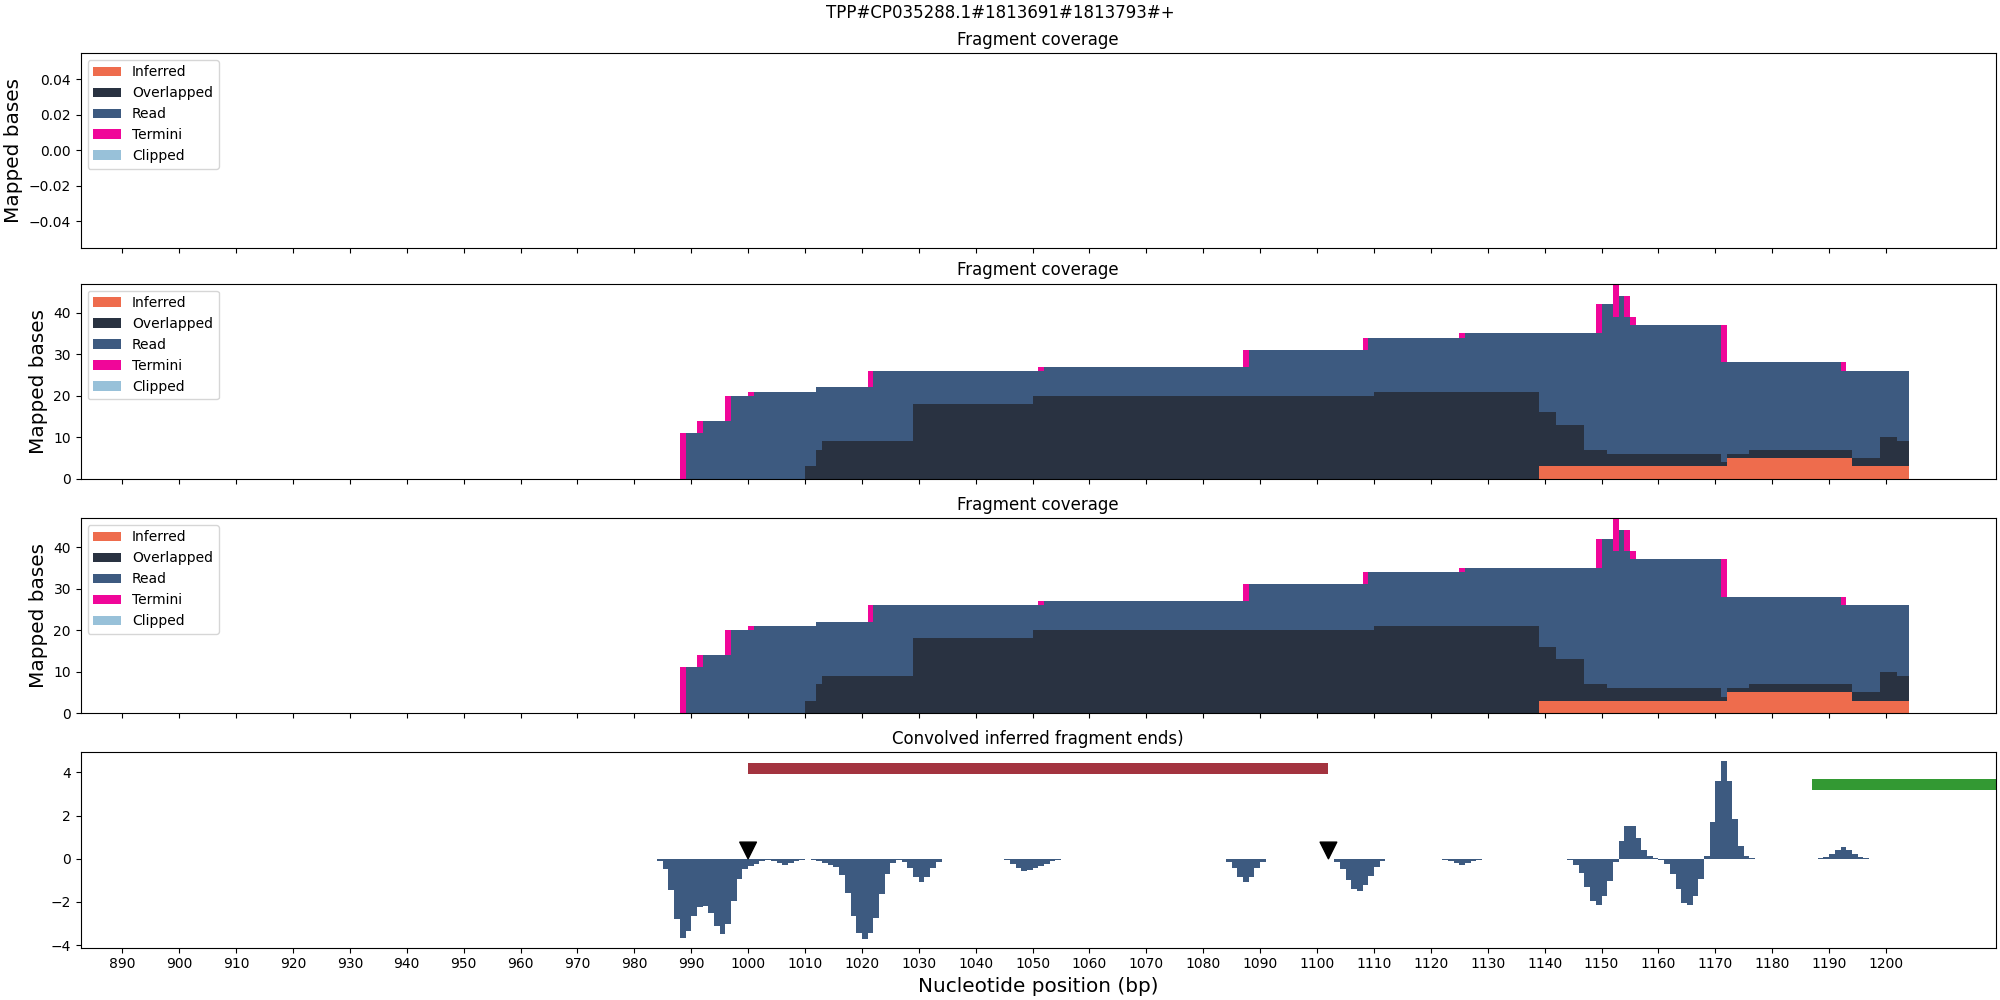 TPP#CP035288.1#1813691#1813793#+
Fragment coverage
Mapped bases
0.04
0.02
0.00
−0.02
−0.04
Inferred
Overlapped
Read
Termini
Clipped
Fragment coverage
Mapped bases
40
30
20
10
0
Inferred
Overlapped
Read
Termini
Clipped
Fragment coverage
Mapped bases
40
30
20
10
0
Inferred
Overlapped
Read
Termini
Clipped
Convolved inferred fragment ends)
4
2
0
−2
−4
890 900 910 920 930 940 950 960 970 980 990 1000 1010 1020 1030 1040 1050 1060 1070 1080 1090 1100 1110 1120 1130 1140 1150 1160 1170 1180 1190 1200
Nucleotide position (bp)